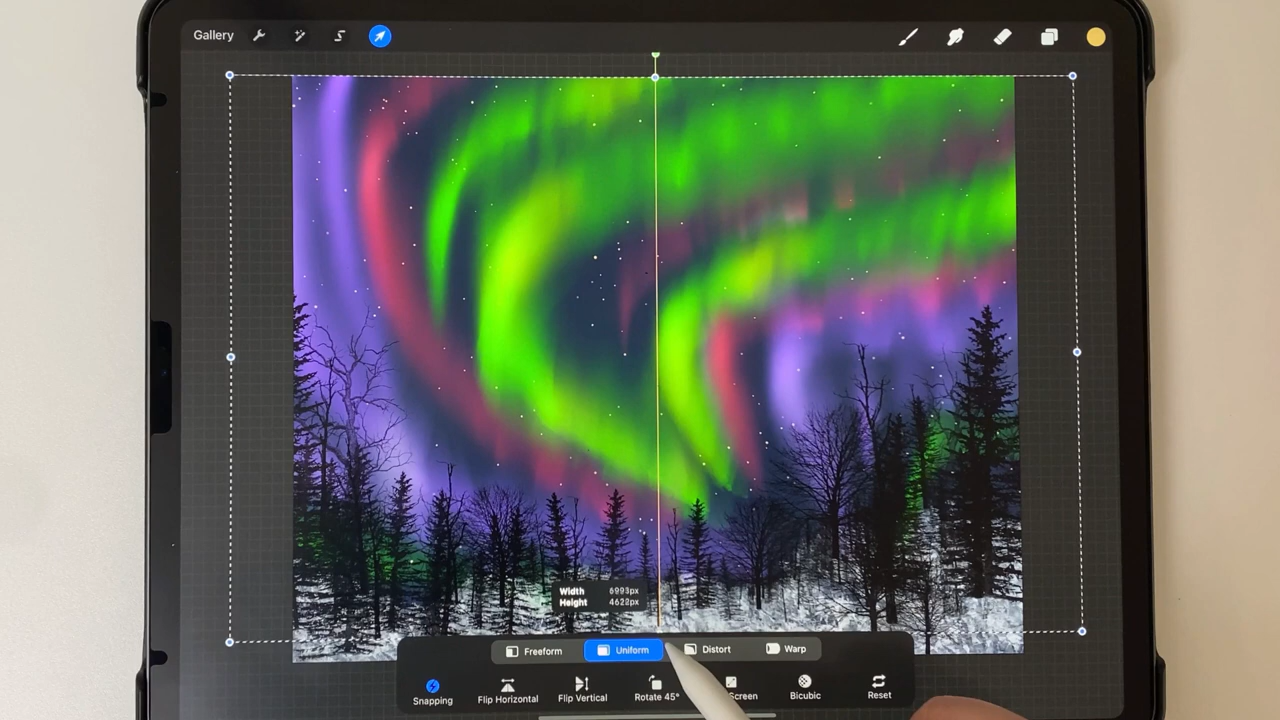 Gallery
Width 6993px
Height 4622px
Freeform Uniform Distort Warp
Snapping Flip Horizontal Flip Vertical Rotate 45° Screen Bicubic Reset